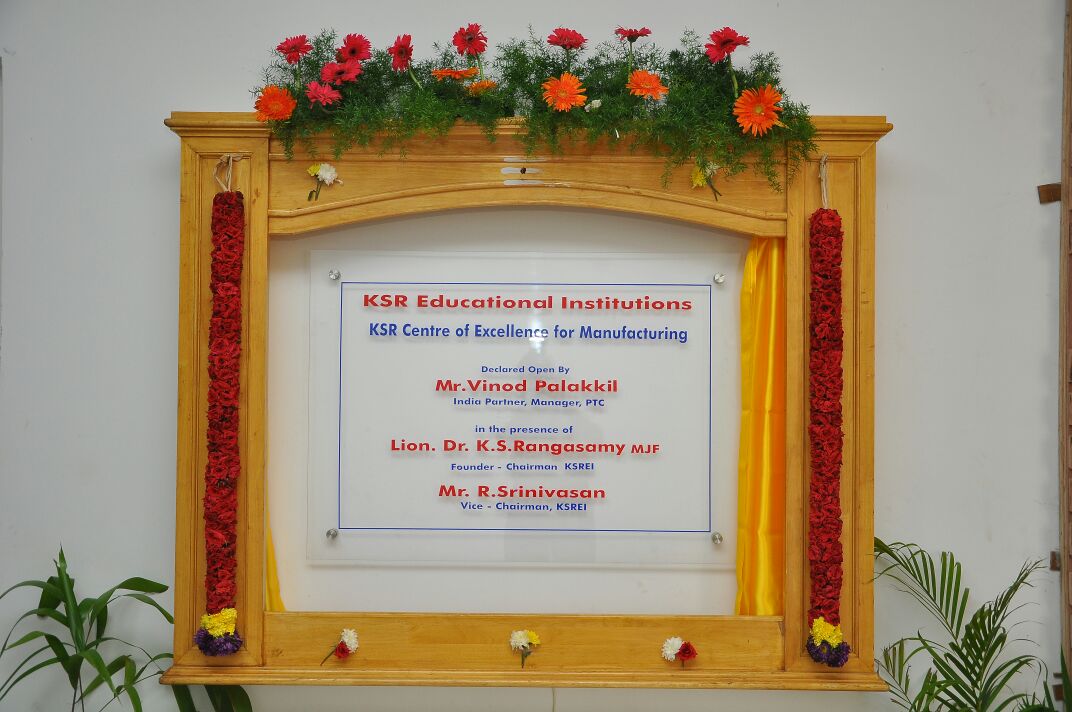 KSR Educational Institutions
KSR Centre of Excellence for Manufacturing
Declared Open By
Mr.Vinod Palakkil
India Partner, Manager, PTC
in the presence of
Lion. Dr. K.S.Rangasamy MJF
Founder - Chairman KSREI
Mr. R.Srinivasan
Vice - Chairman, KSREI